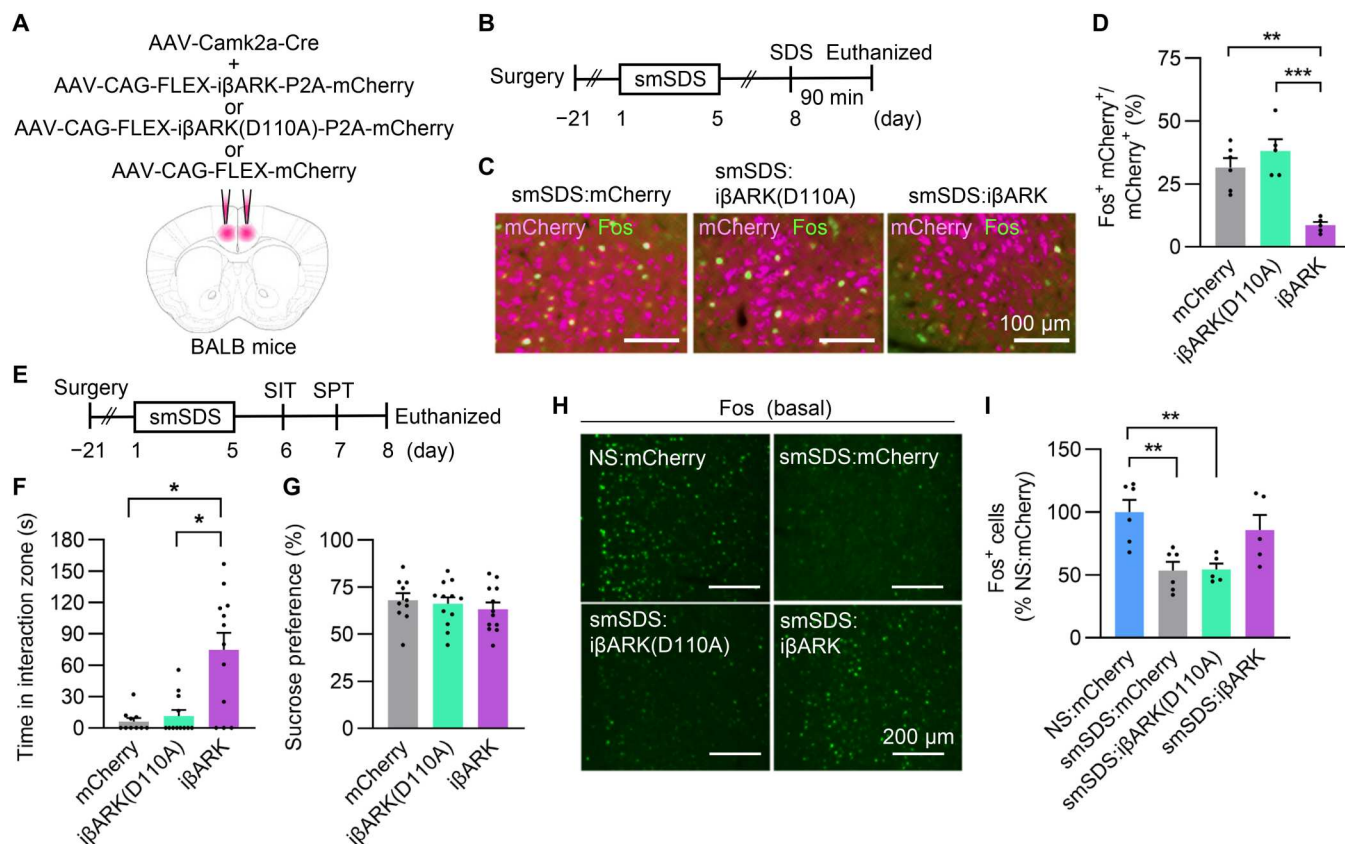 A
AAV-Camk2a-Cre
+
AAV-CAG-FLEX-iβARK-P2A-mCherry
or
AAV-CAG-FLEX-iβARK(D110A)-P2A-mCherry
or
AAV-CAG-FLEX-mCherry
BALB mice
B
SDS Euthanized
Surgery
smSDS
90 min
−21 1 5 8 (day)
C
smSDS:mCherry
smSDS:
iβARK(D110A)
smSDS:iβARK
mCherry Fos
mCherry Fos
mCherry Fos
100 µm
D
**
***
Fos⁺ mCherry⁺/
mCherry⁺ (%)
75
50
25
0
mCherry
iβARK(D110A)
iβARK
E
Surgery
SIT SPT
smSDS
Euthanized
−21 1 5 6 7 8 (day)
F
*
*
Time in interaction zone (s)
180
150
120
90
60
30
0
mCherry
iβARK(D110A)
iβARK
G
Sucrose preference (%)
100
75
50
25
0
mCherry
iβARK(D110A)
iβARK
H
Fos (basal)
NS:mCherry
smSDS:mCherry
smSDS:
iβARK(D110A)
smSDS:
iβARK
200 µm
I
**
**
Fos⁺ cells
(% NS:mCherry)
150
100
50
0
NS:mCherry
smSDS:mCherry
smSDS:iβARK(D110A)
smSDS:iβARK